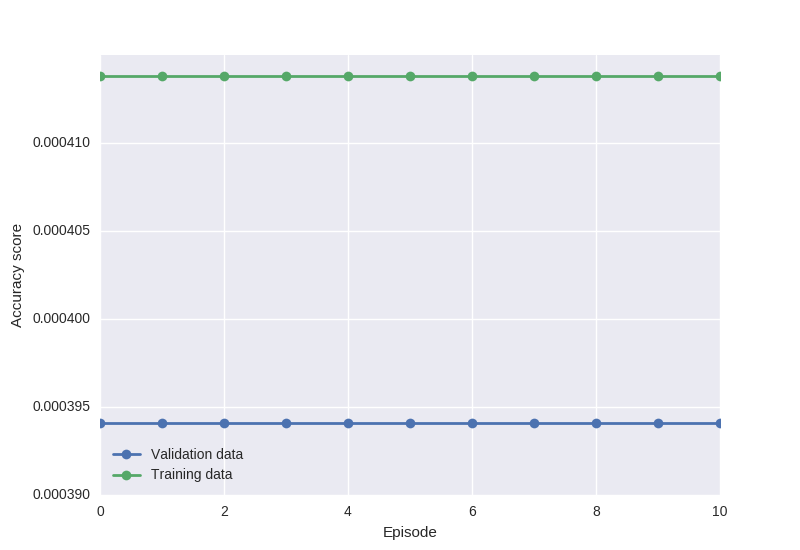 0.000410
0.000405
0.000400
0.000395
0.000390
Accuracy score
Validation data
Training data
0 2 4 6 8 10
Episode